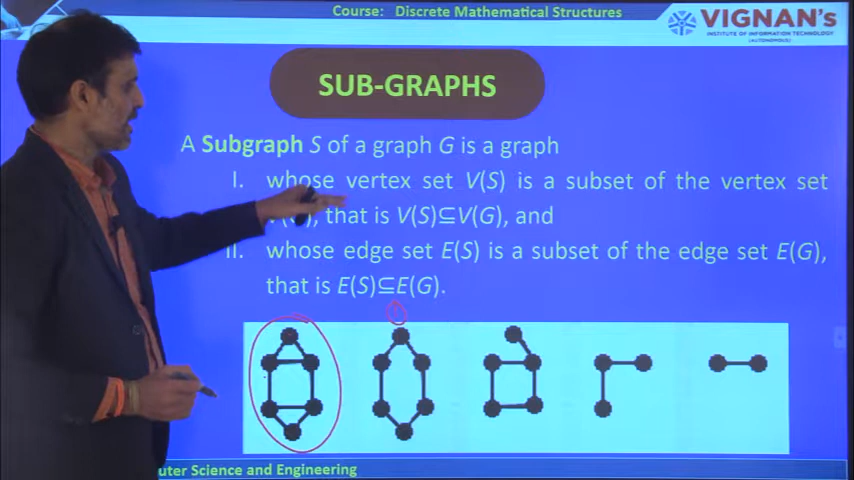 Course: Discrete Mathematical Structures
VIGNAN's
INSTITUTE OF INFORMATION TECHNOLOGY
(AUTONOMOUS)
SUB-GRAPHS
A Subgraph S of a graph G is a graph
I. whose vertex set V(S) is a subset of the vertex set
that is V(S)⊆V(G), and
II. whose edge set E(S) is a subset of the edge set E(G),
that is E(S)⊆E(G).
uter Science and Engineering